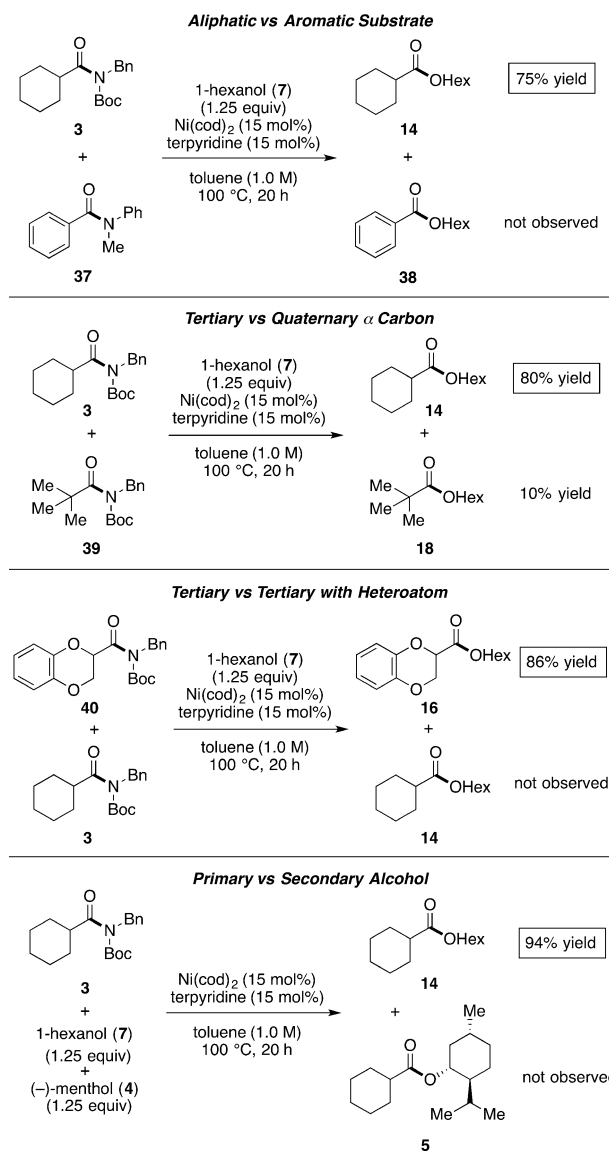 Aliphatic vs Aromatic Substrate
O
N
Bn
Boc
3
+
O
N
Ph
Me
37
1-hexanol (7)
(1.25 equiv)
Ni(cod)2 (15 mol%)
terpyridine (15 mol%)
toluene (1.0 M)
100 °C, 20 h
O
OHex
14
75% yield
+
O
OHex
38
not observed
Tertiary vs Quaternary α Carbon
O
N
Bn
Boc
3
+
O
Me
Me
Me
N
Bn
Boc
39
1-hexanol (7)
(1.25 equiv)
Ni(cod)2 (15 mol%)
terpyridine (15 mol%)
toluene (1.0 M)
100 °C, 20 h
O
OHex
14
80% yield
+
O
Me
Me
Me
OHex
18
10% yield
Tertiary vs Tertiary with Heteroatom
O
O
O
N
Bn
Boc
40
+
O
N
Bn
Boc
3
1-hexanol (7)
(1.25 equiv)
Ni(cod)2 (15 mol%)
terpyridine (15 mol%)
toluene (1.0 M)
100 °C, 20 h
O
O
O
OHex
16
86% yield
+
O
OHex
14
not observed
Primary vs Secondary Alcohol
O
N
Bn
Boc
3
+
1-hexanol (7)
(1.25 equiv)
+
(–)-menthol (4)
(1.25 equiv)
Ni(cod)2 (15 mol%)
terpyridine (15 mol%)
toluene (1.0 M)
100 °C, 20 h
O
OHex
14
94% yield
+
Me
O
O
Me
Me
5
not observed